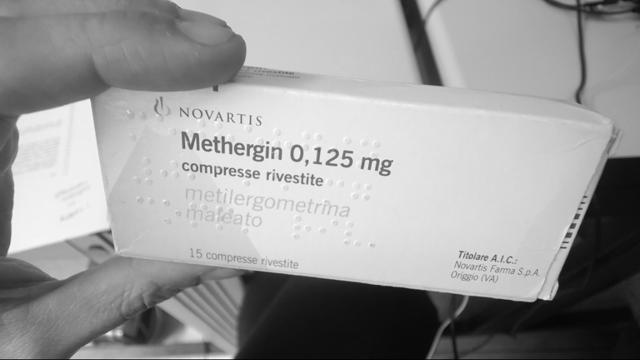 NOVARTIS
Methergin 0,125 mg
compresse rivestite
metilergometrina
maleato
15 compresse rivestite
Titolare A.I.C.:
Novartis Farma S.p.A.
Origgio (VA)